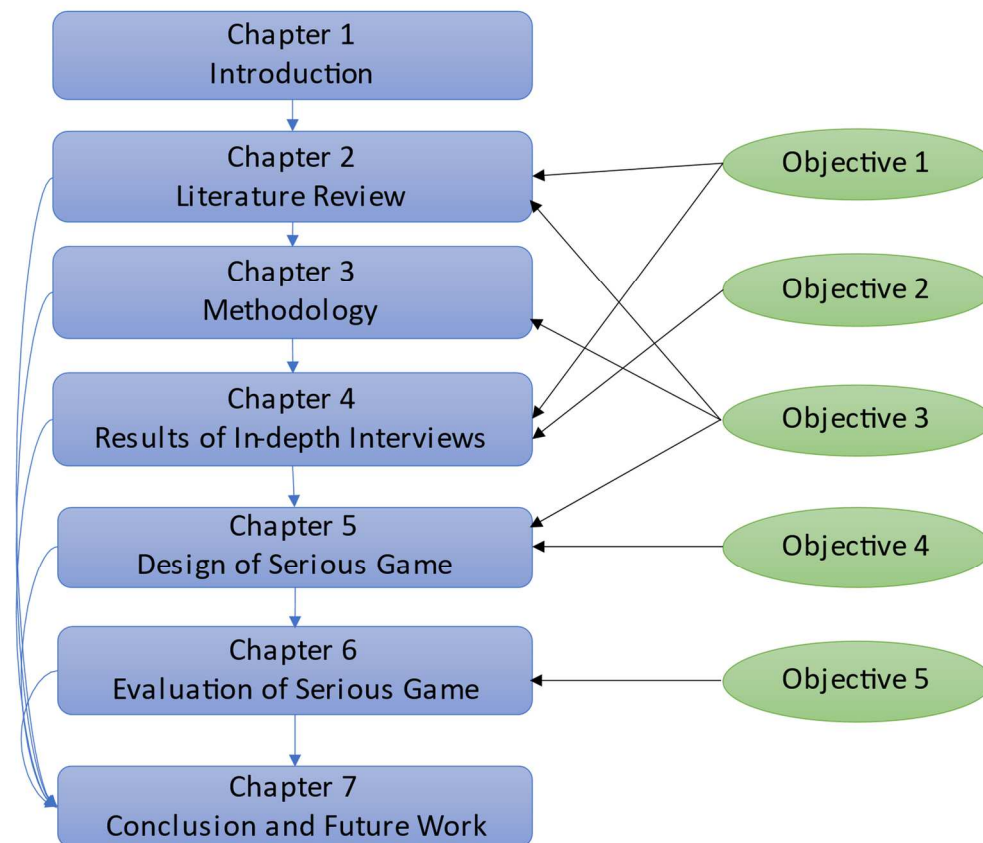 Chapter 1
Introduction
Chapter 2
Literature Review
Chapter 3
Methodology
Chapter 4
Results of In-depth Interviews
Chapter 5
Design of Serious Game
Chapter 6
Evaluation of Serious Game
Chapter 7
Conclusion and Future Work
Objective 1
Objective 2
Objective 3
Objective 4
Objective 5